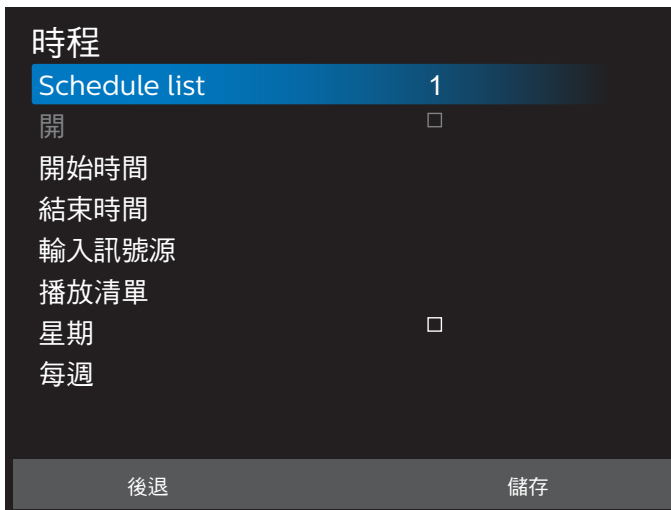 時程
Schedule list 1
開 □
開始時間
結束時間
輸入訊號源
播放清單
星期 □
每週
後退 儲存